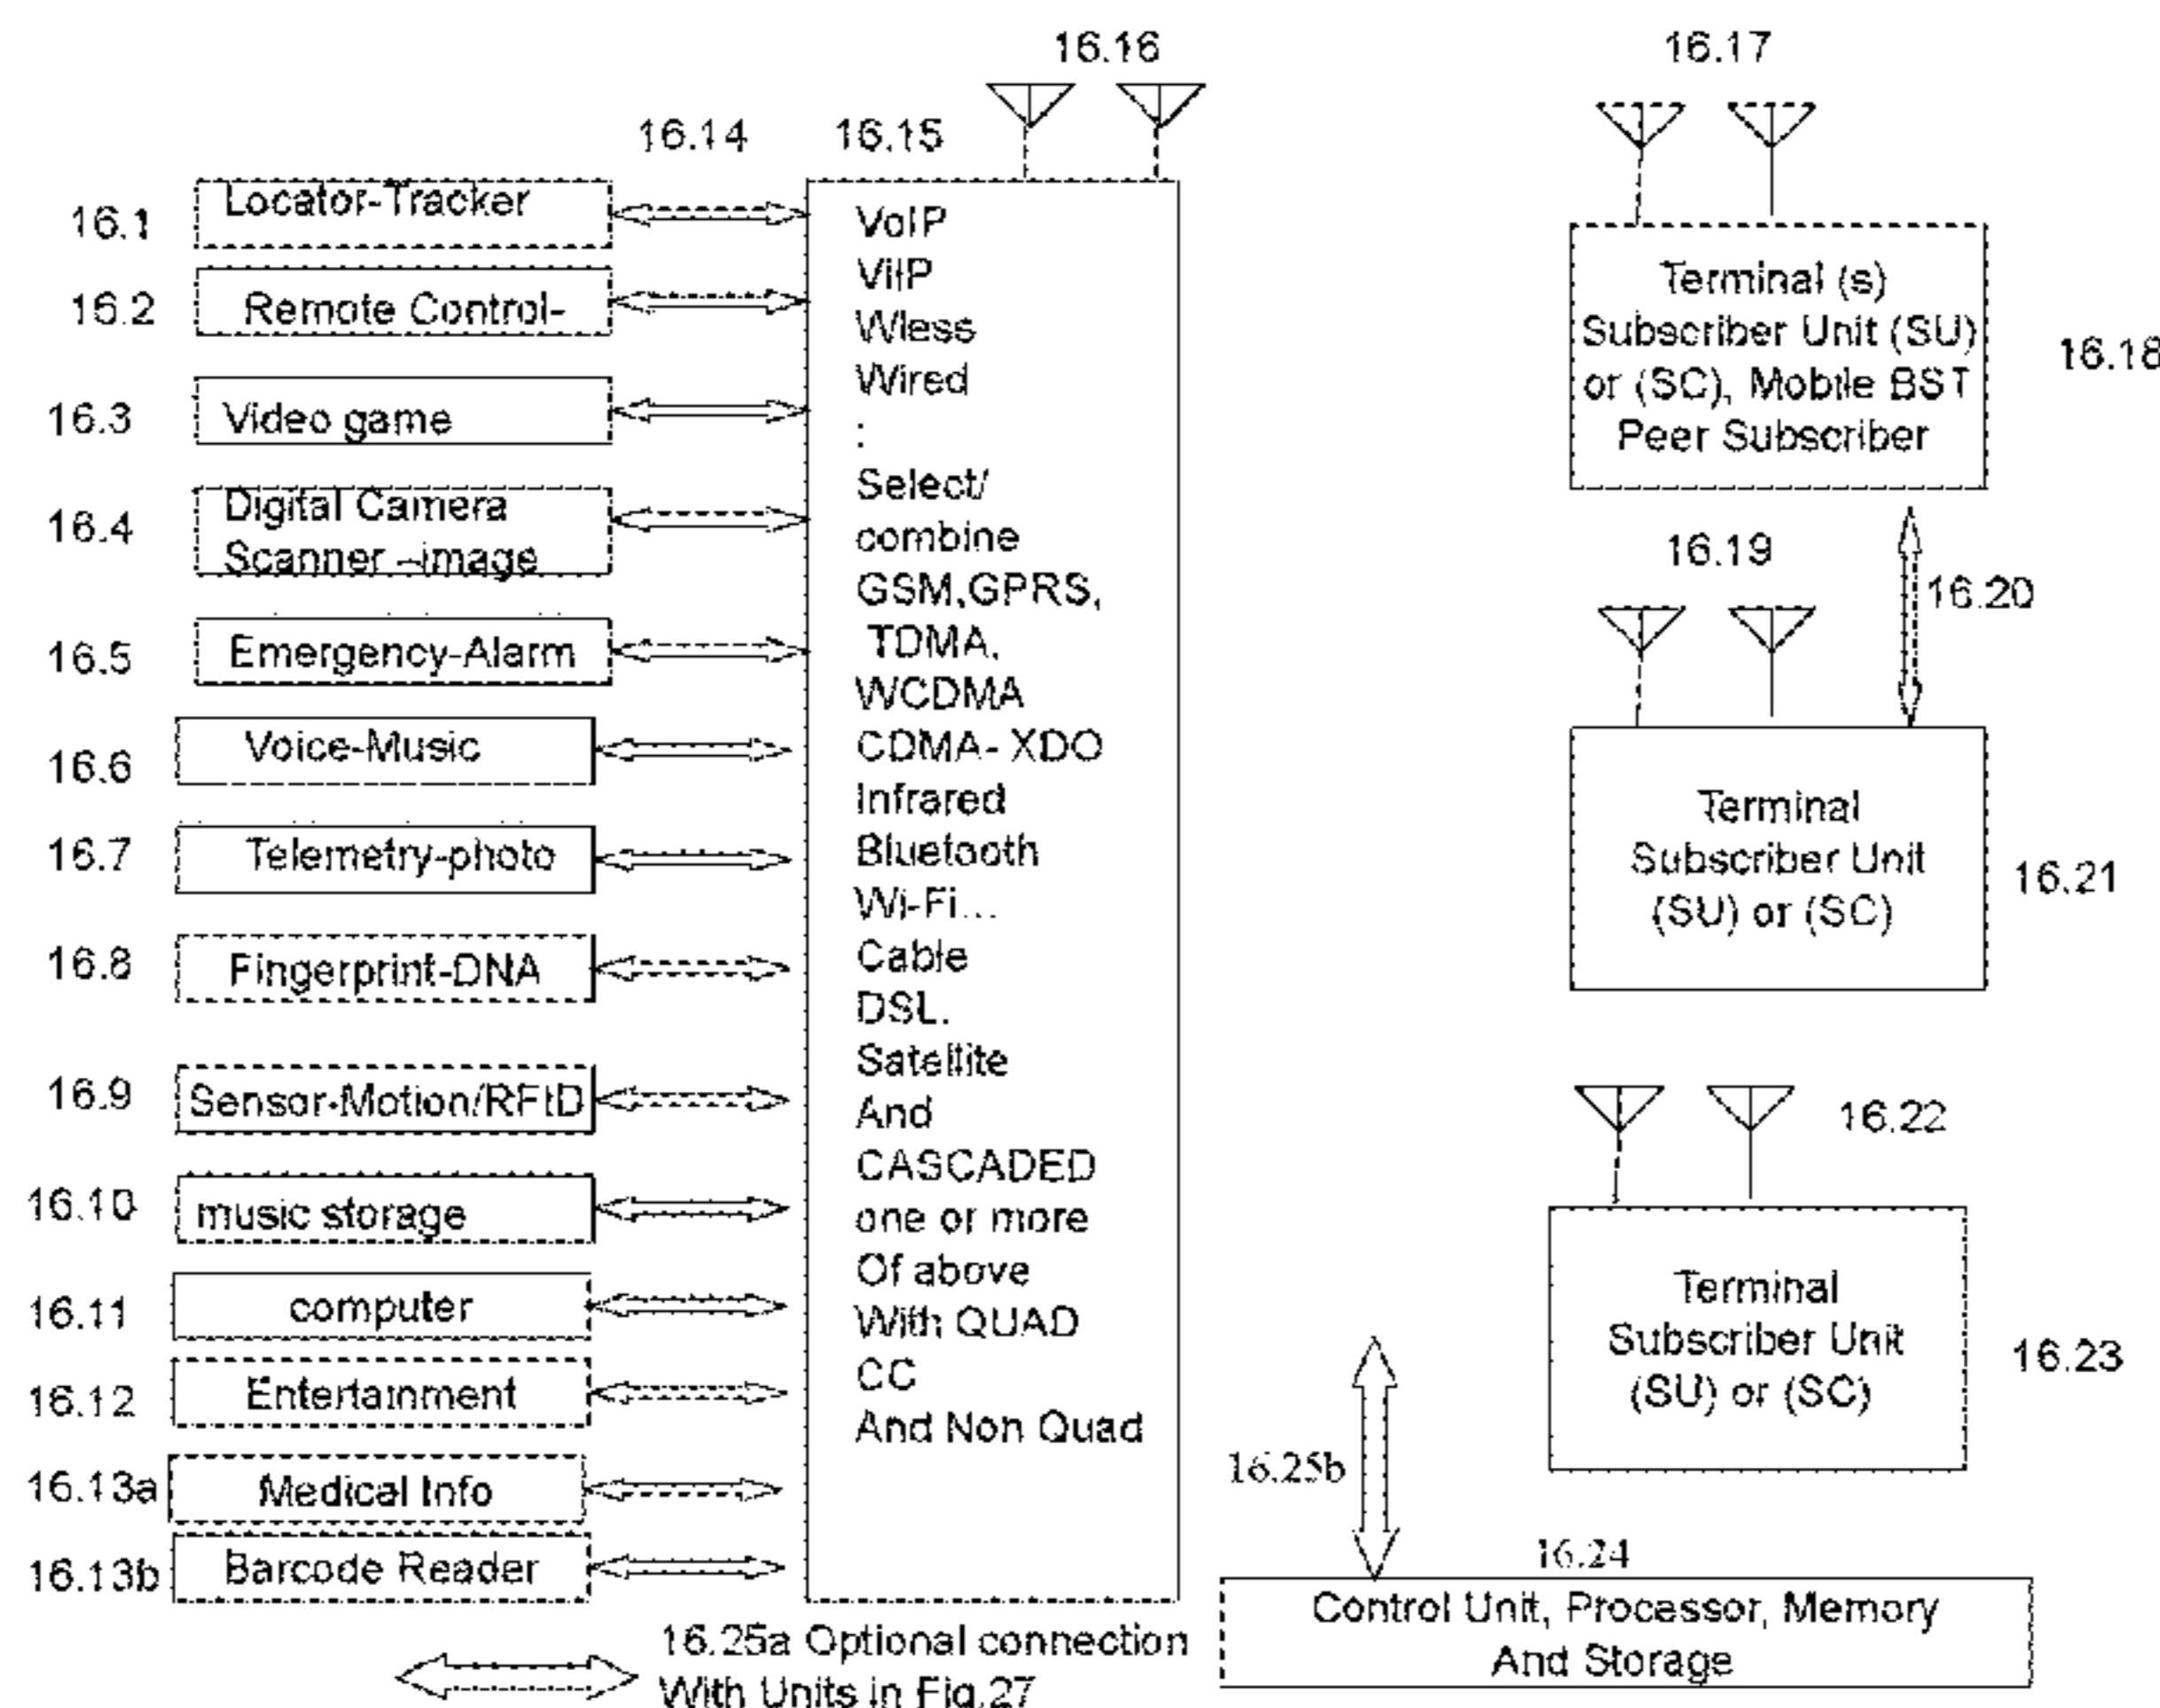 16.16
16.17
16.14
16.15
16.1
Locator-Tracker
16.2
Remote Control-
16.3
Video game
16.4
Digital Camera
Scanner –image
16.5
Emergency-Alarm
16.6
Voice-Music
16.7
Telemetry-photo
16.8
Fingerprint-DNA
16.9
Sensor-Motion/RFID
16.10
music storage
16.11
computer
16.12
Entertainment
16.13a
Medical Info
16.13b
Barcode Reader
VoIP
ViIP
Wless
Wired
:
Select/
combine
GSM,GPRS,
TDMA,
WCDMA
CDMA- XDO
Infrared
Bluetooth
Wi-Fi...
Cable
DSL.
Satellite
And
CASCADED
one or more
Of above
With QUAD
CC
And Non Quad
Terminal (s)
Subscriber Unit (SU)
or (SC), Mobile BST
Peer Subscriber
16.18
16.19
16.20
Terminal
Subscriber Unit
(SU) or (SC)
16.21
16.22
Terminal
Subscriber Unit
(SU) or (SC)
16.23
16.25b
16.24
Control Unit, Processor, Memory
And Storage
16.25a Optional connection
With Units in Fig.27